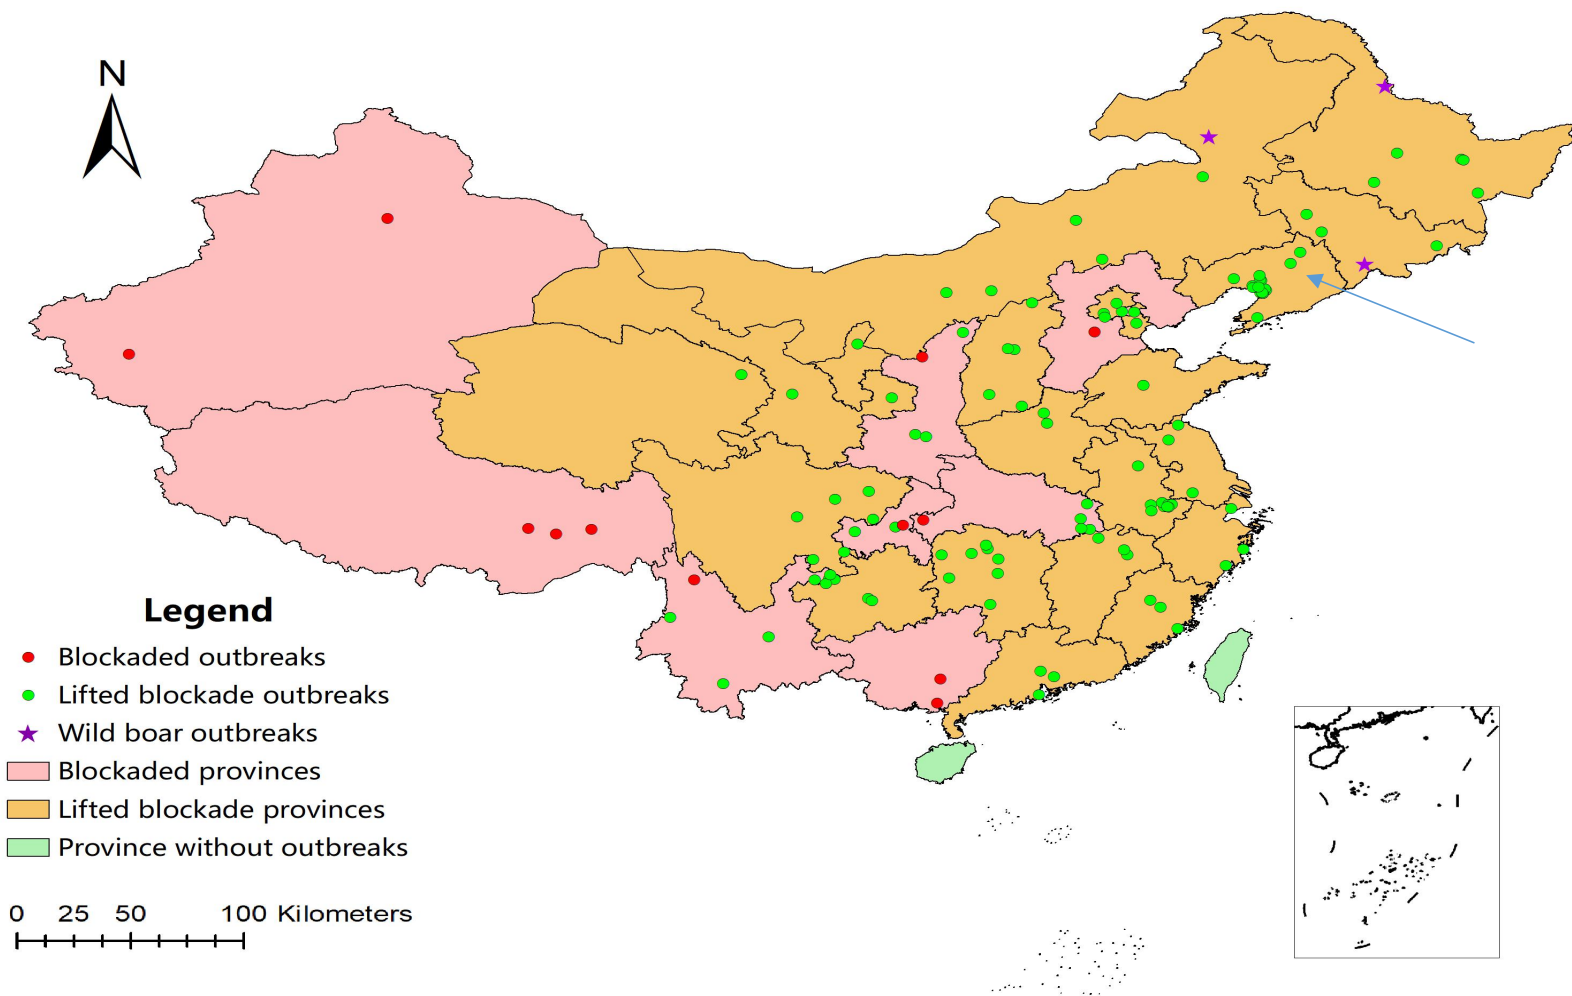 N
Legend
Blockaded outbreaks
Lifted blockade outbreaks
Wild boar outbreaks
Blockaded provinces
Lifted blockade provinces
Province without outbreaks
0 25 50 100 Kilometers